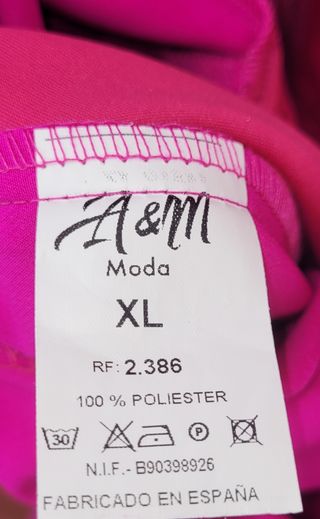 A&M
Moda
XL
RF: 2.386
100 % POLIESTER
30 P
N.I.F.- B90398926
FABRICADO EN ESPAÑA